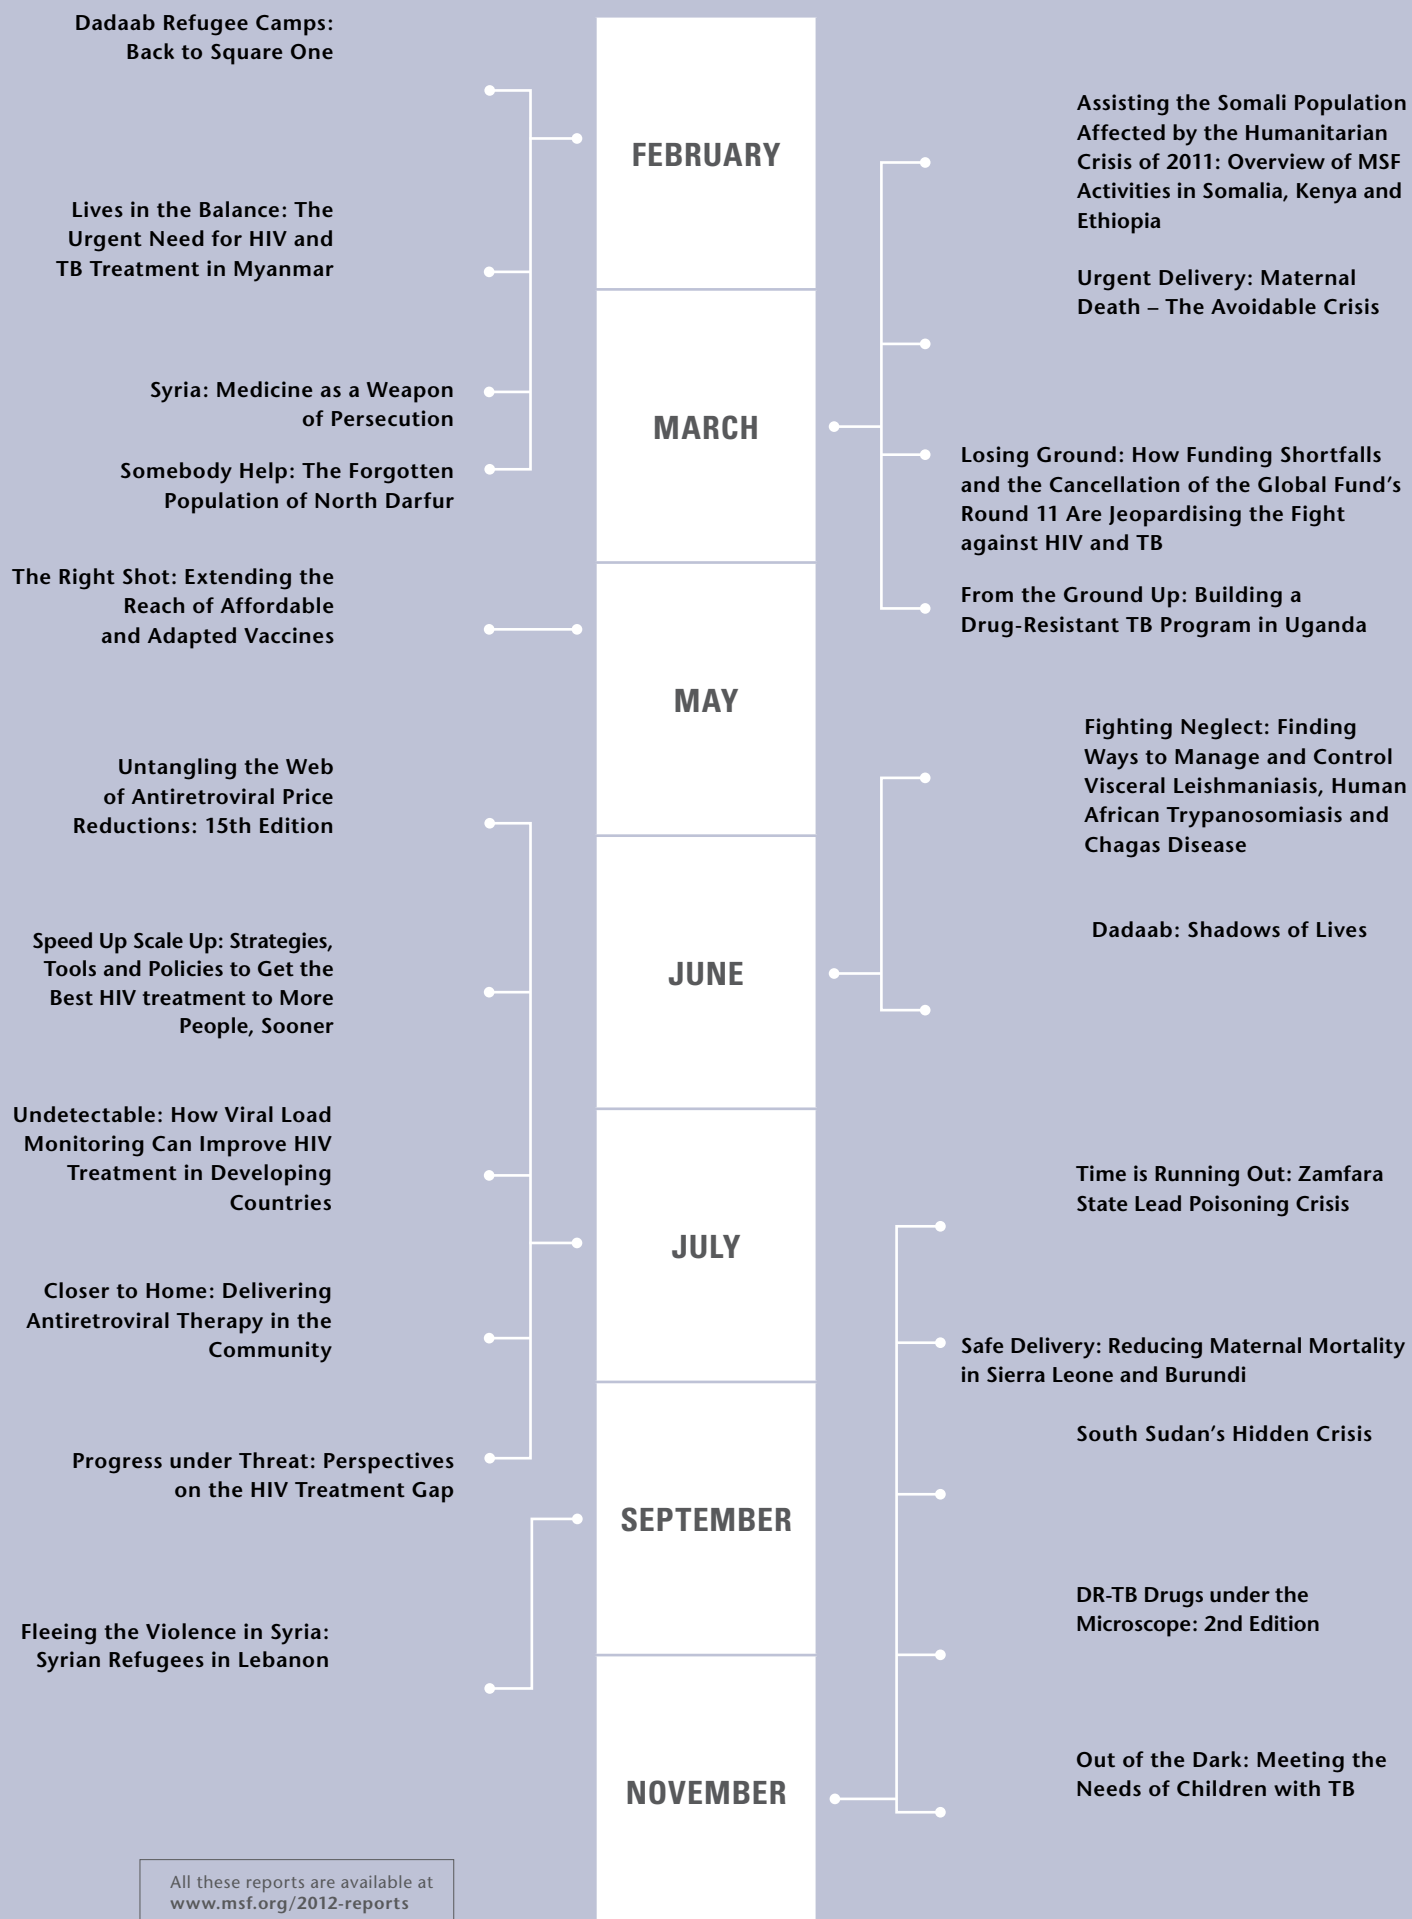 Dadaab Refugee Camps:
Back to Square One
Lives in the Balance: The
Urgent Need for HIV and
TB Treatment in Myanmar
Syria: Medicine as a Weapon
of Persecution
Somebody Help: The Forgotten
Population of North Darfur
FEBRUARY
Assisting the Somali Population
Affected by the Humanitarian
Crisis of 2011: Overview of MSF
Activities in Somalia, Kenya and
Ethiopia
Urgent Delivery: Maternal
Death – The Avoidable Crisis
Losing Ground: How Funding Shortfalls
and the Cancellation of the Global Fund's
Round 11 Are Jeopardising the Fight
against HIV and TB
From the Ground Up: Building a
Drug-Resistant TB Program in Uganda
MARCH
The Right Shot: Extending the
Reach of Affordable
and Adapted Vaccines
MAY
Fighting Neglect: Finding
Ways to Manage and Control
Visceral Leishmaniasis, Human
African Trypanosomiasis and
Chagas Disease
Dadaab: Shadows of Lives
JUNE
Untangling the Web
of Antiretroviral Price
Reductions: 15th Edition
Speed Up Scale Up: Strategies,
Tools and Policies to Get the
Best HIV treatment to More
People, Sooner
Undetectable: How Viral Load
Monitoring Can Improve HIV
Treatment in Developing
Countries
Closer to Home: Delivering
Antiretroviral Therapy in the
Community
Progress under Threat: Perspectives
on the HIV Treatment Gap
JULY
Fleeing the Violence in Syria:
Syrian Refugees in Lebanon
SEPTEMBER
Time is Running Out: Zamfara
State Lead Poisoning Crisis
Safe Delivery: Reducing Maternal Mortality
in Sierra Leone and Burundi
South Sudan's Hidden Crisis
DR-TB Drugs under the
Microscope: 2nd Edition
Out of the Dark: Meeting the
Needs of Children with TB
NOVEMBER
All these reports are available at
www.msf.org/2012-reports